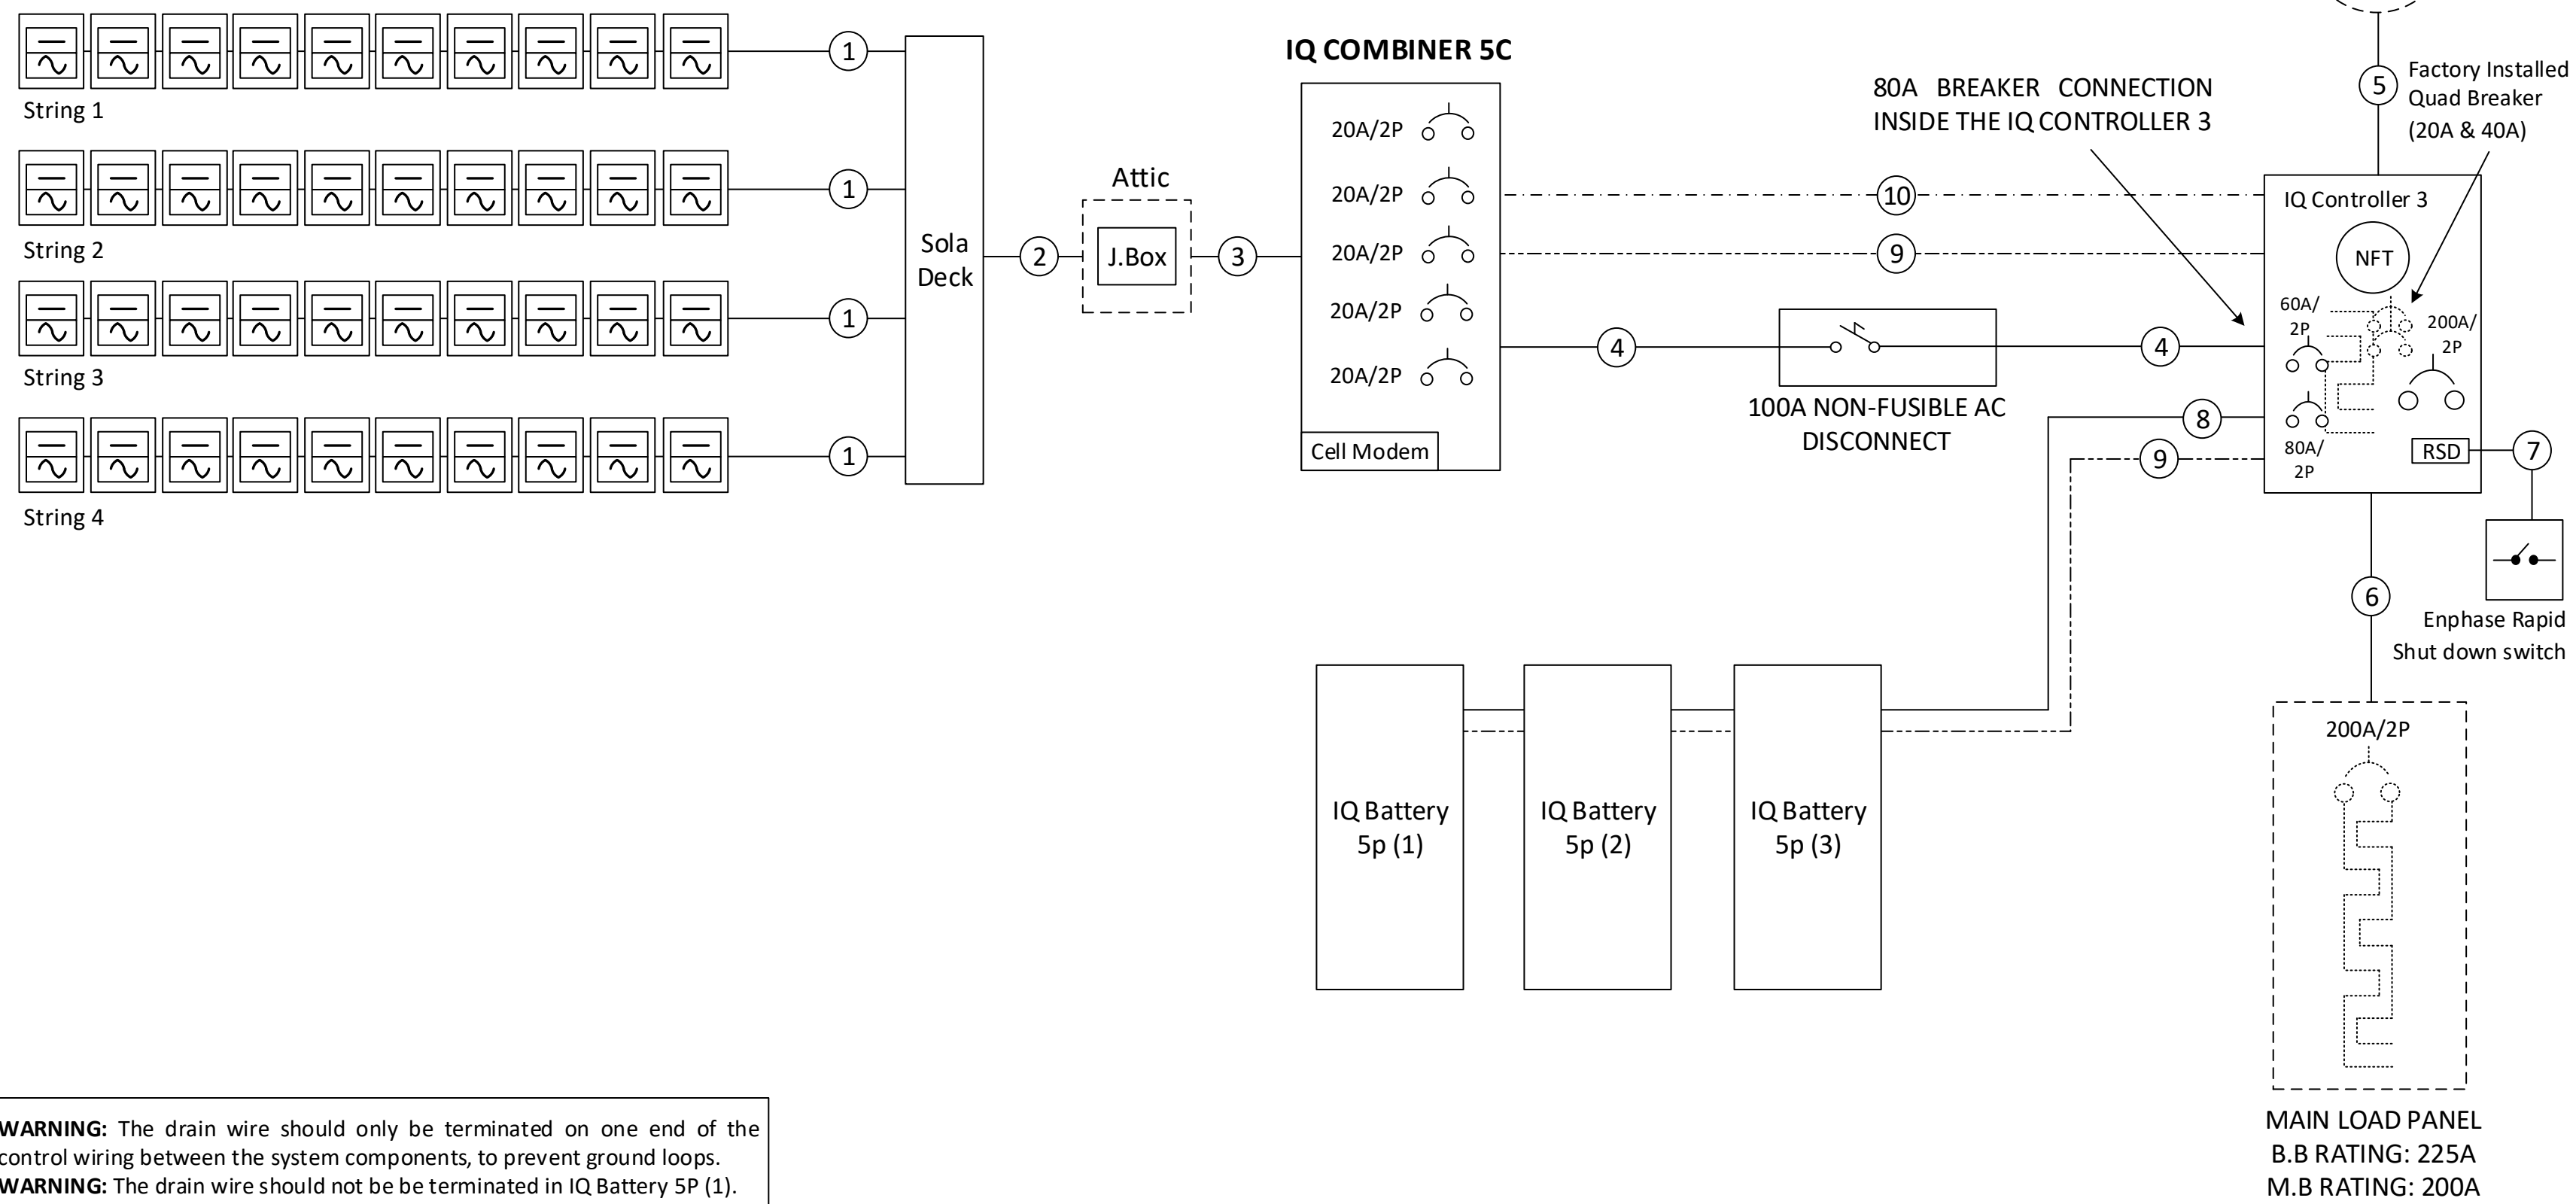 String 1
1
String 2
1
String 3
1
String 4
1
Sola
Deck
2
Attic
J.Box
3
IQ COMBINER 5C
20A/2P
20A/2P
20A/2P
20A/2P
20A/2P
Cell Modem
10
9
4
100A NON-FUSIBLE AC
DISCONNECT
4
8
9
80A BREAKER CONNECTION
INSIDE THE IQ CONTROLLER 3
5
Factory Installed
Quad Breaker
(20A & 40A)
IQ Controller 3
NFT
60A/
2P
200A/
2P
80A/
2P
RSD
7
Enphase Rapid
Shut down switch
6
IQ Battery
5p (1)
IQ Battery
5p (2)
IQ Battery
5p (3)
200A/2P
MAIN LOAD PANEL
B.B RATING: 225A
M.B RATING: 200A
WARNING: The drain wire should only be terminated on one end of the
control wiring between the system components, to prevent ground loops.
WARNING: The drain wire should not be be terminated in IQ Battery 5P (1).